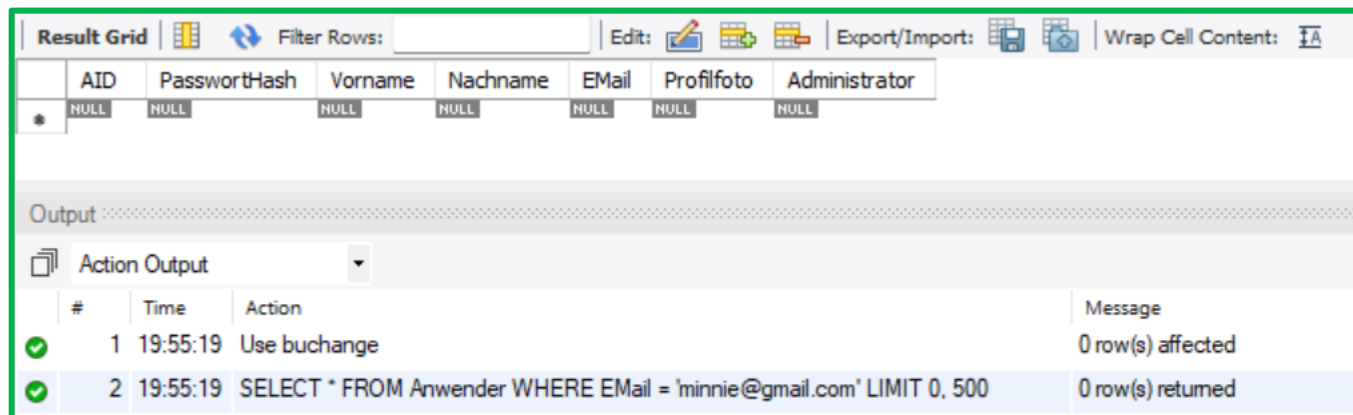 Result Grid Filter Rows: Edit: Export/Import: Wrap Cell Content: IA
AID PasswortHash Vorname Nachname EMail Profilfoto Administrator
NULL NULL NULL NULL NULL NULL NULL
Output
Action Output
# Time Action Message
1 19:55:19 Use buchange 0 row(s) affected
2 19:55:19 SELECT * FROM Anwender WHERE EMail = 'minnie@gmail.com' LIMIT 0, 500 0 row(s) returned